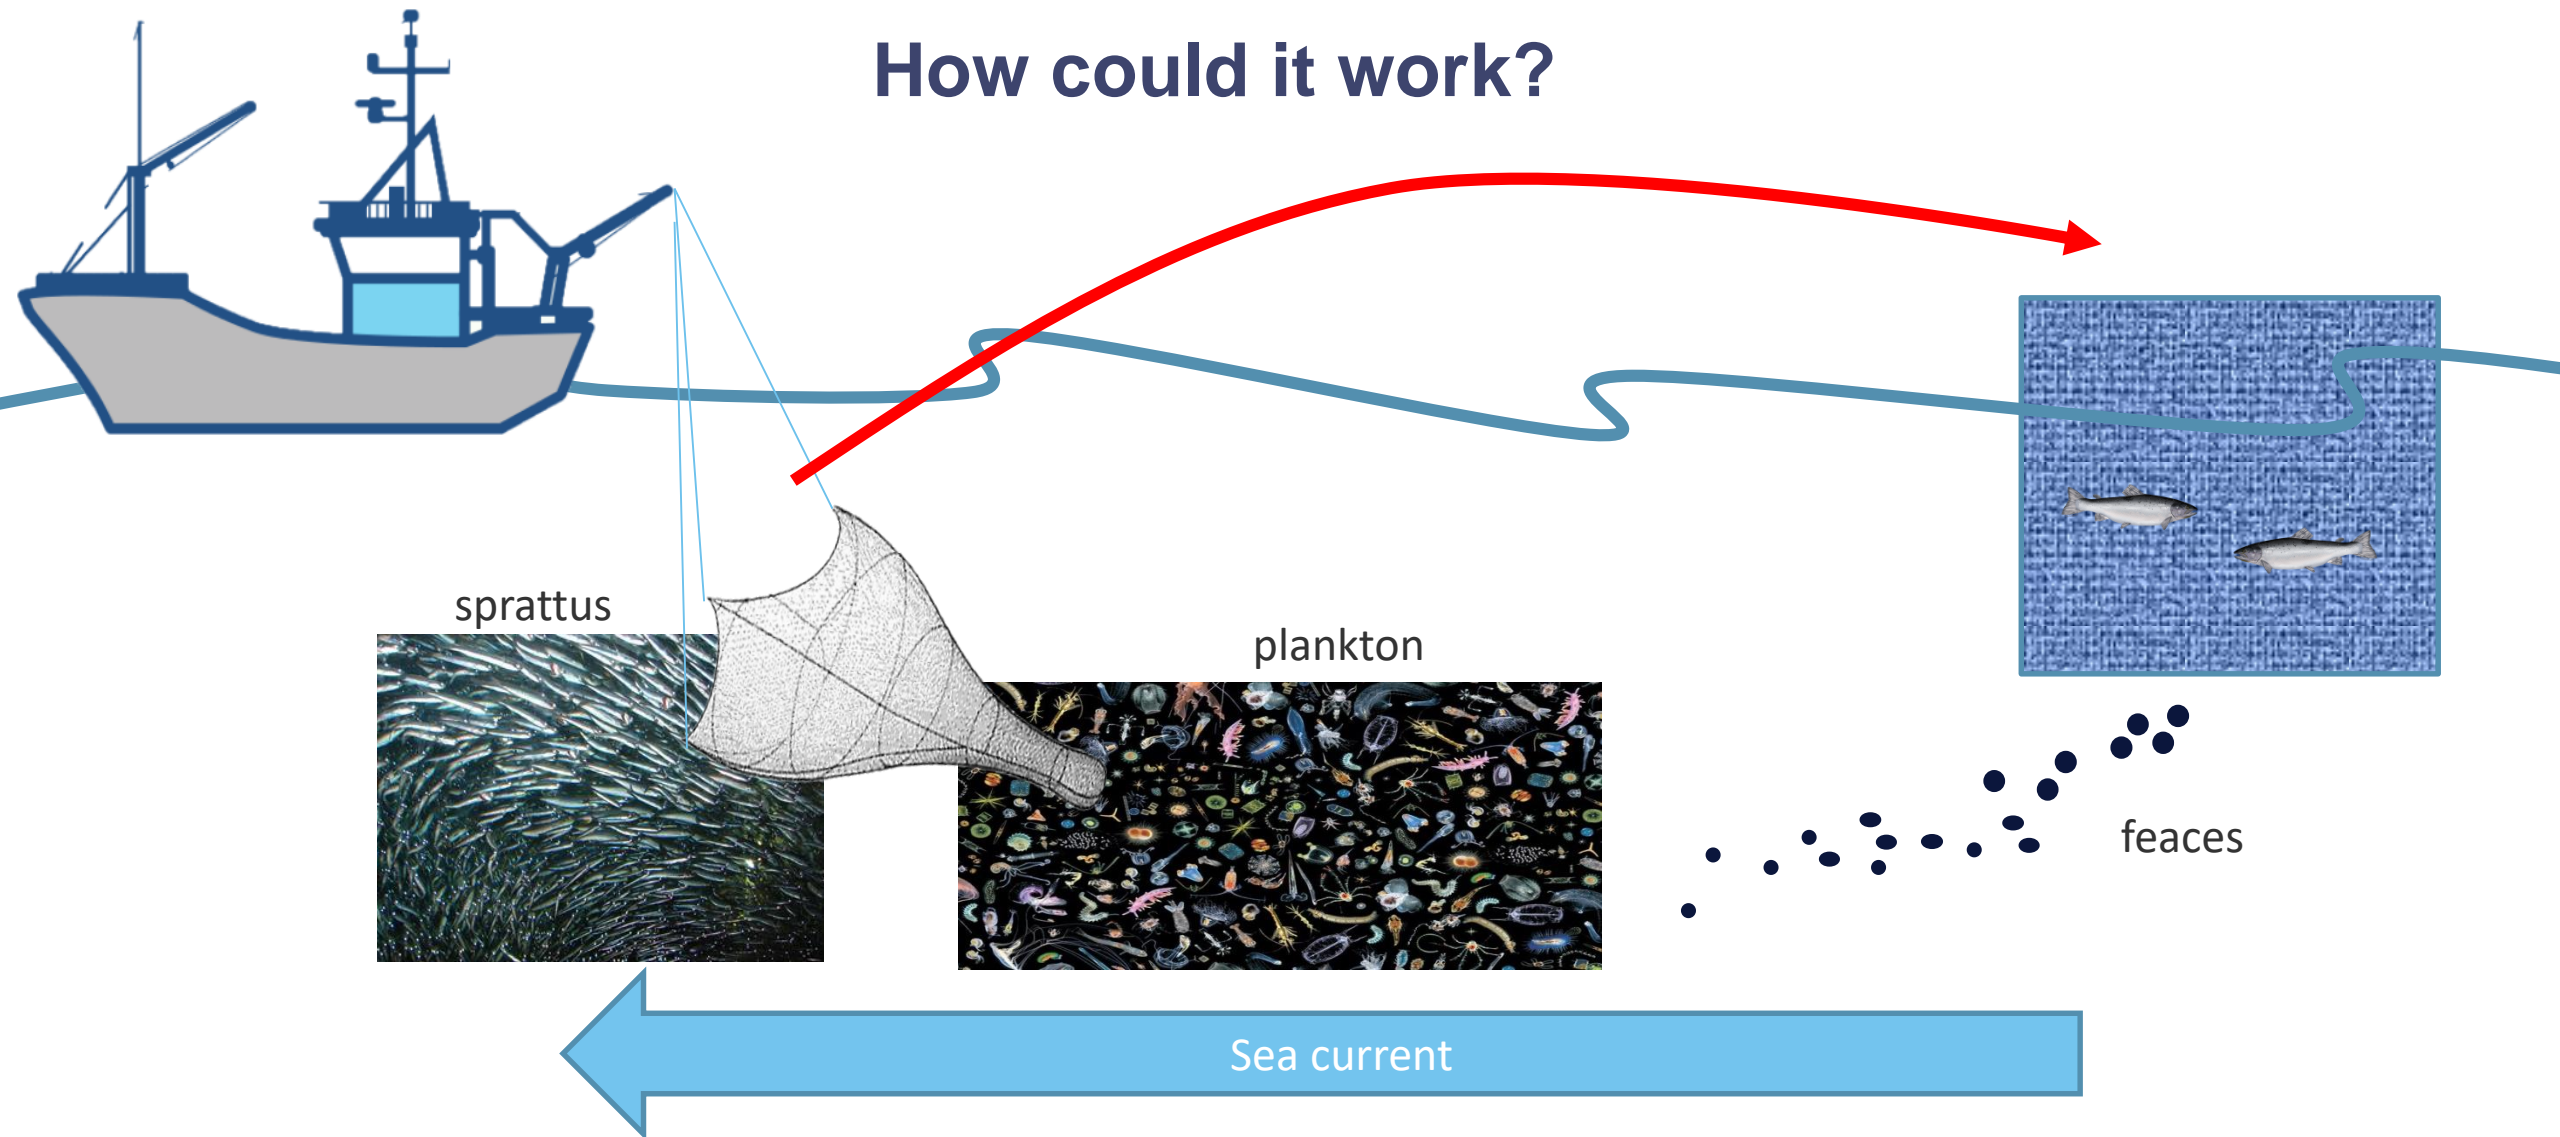 How could it work?
sprattus
plankton
feaces
Sea current